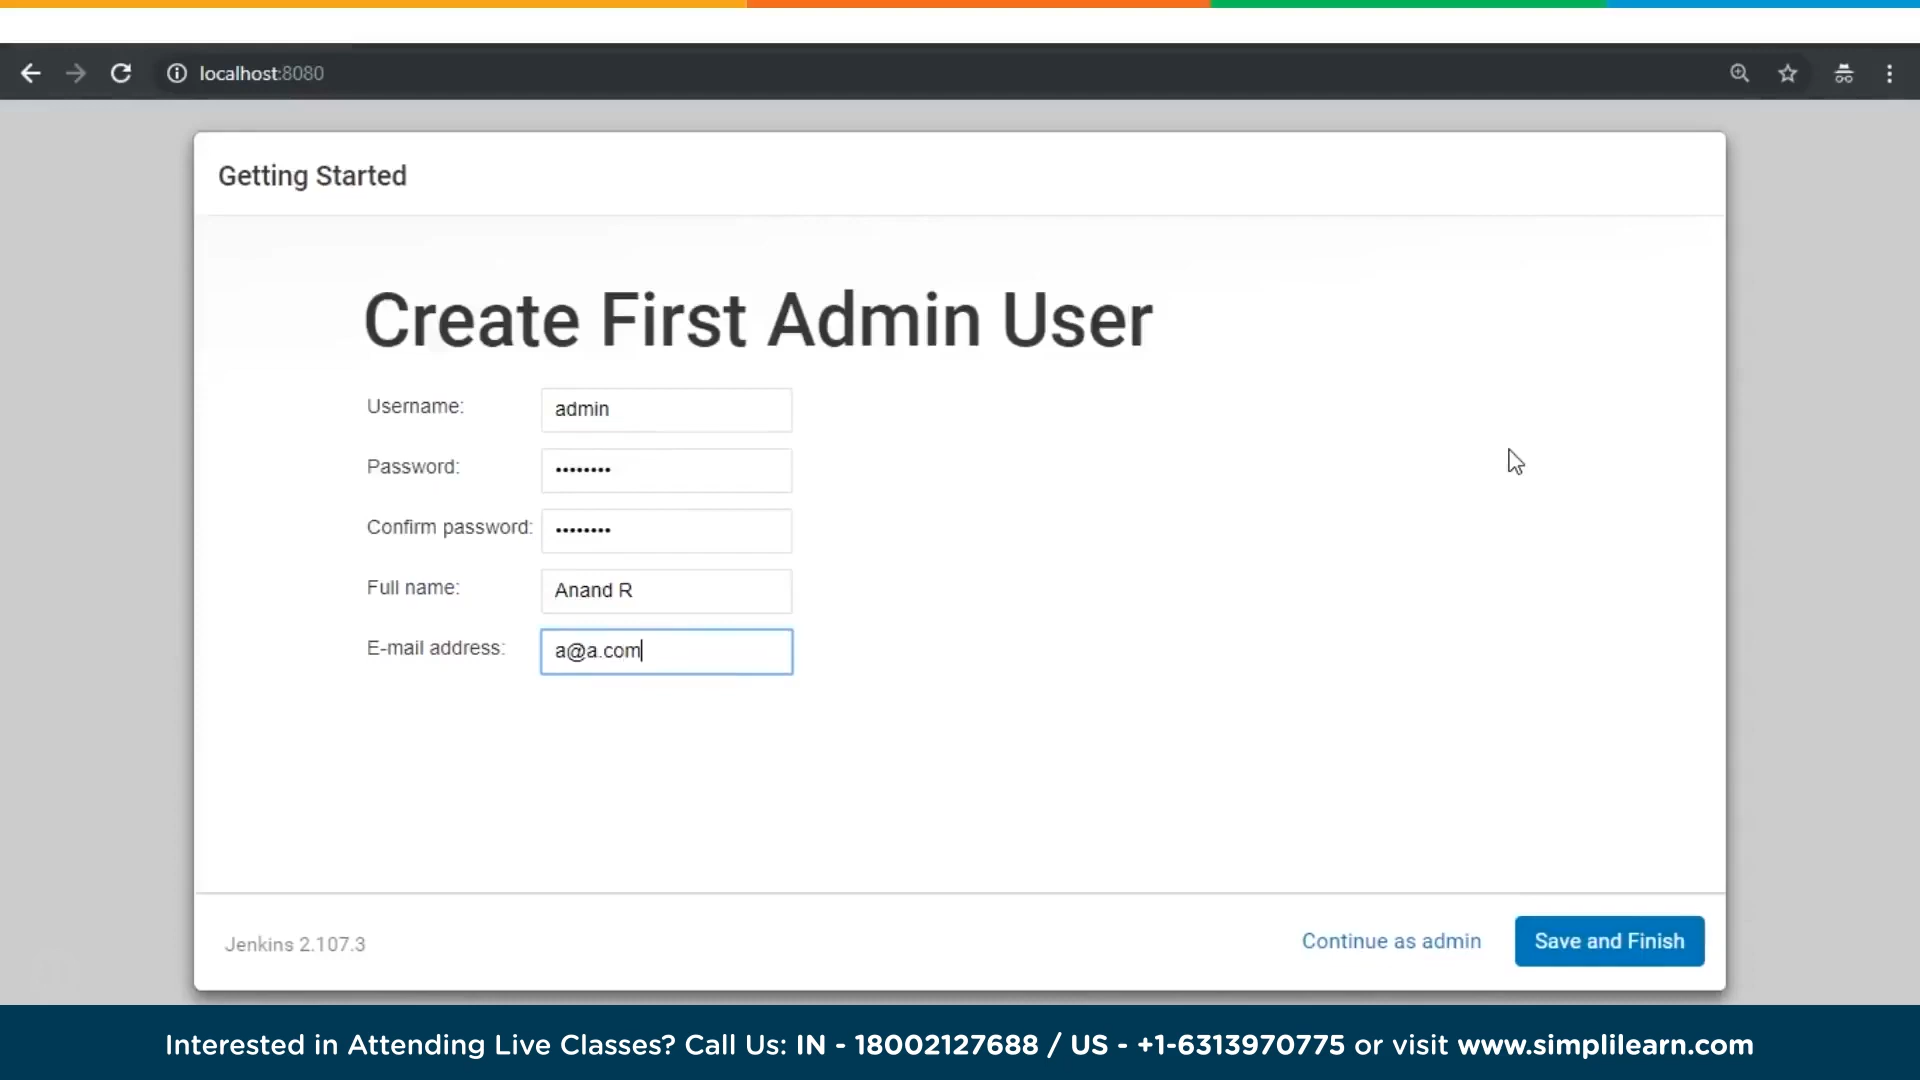 localhost:8080
Getting Started
Create First Admin User
Username: admin
Password: ••••••••
Confirm password: ••••••••
Full name: Anand R
E-mail address: a@a.com
Jenkins 2.107.3
Continue as admin
Save and Finish
Interested in Attending Live Classes? Call Us: IN - 18002127688 / US - +1-6313970775 or visit www.simplilearn.com